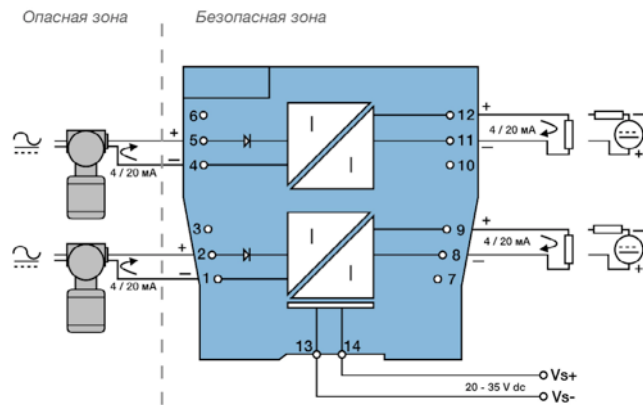 Опасная зона
Безопасная зона
6
5
4
+
−
4 / 20 мА
I
I
12
11
10
+
−
4 / 20 мА
−
+
3
2
1
+
−
4 / 20 мА
I
I
9
8
7
+
−
4 / 20 мА
−
+
13
14
Vs+
20 - 35 V dc
Vs-